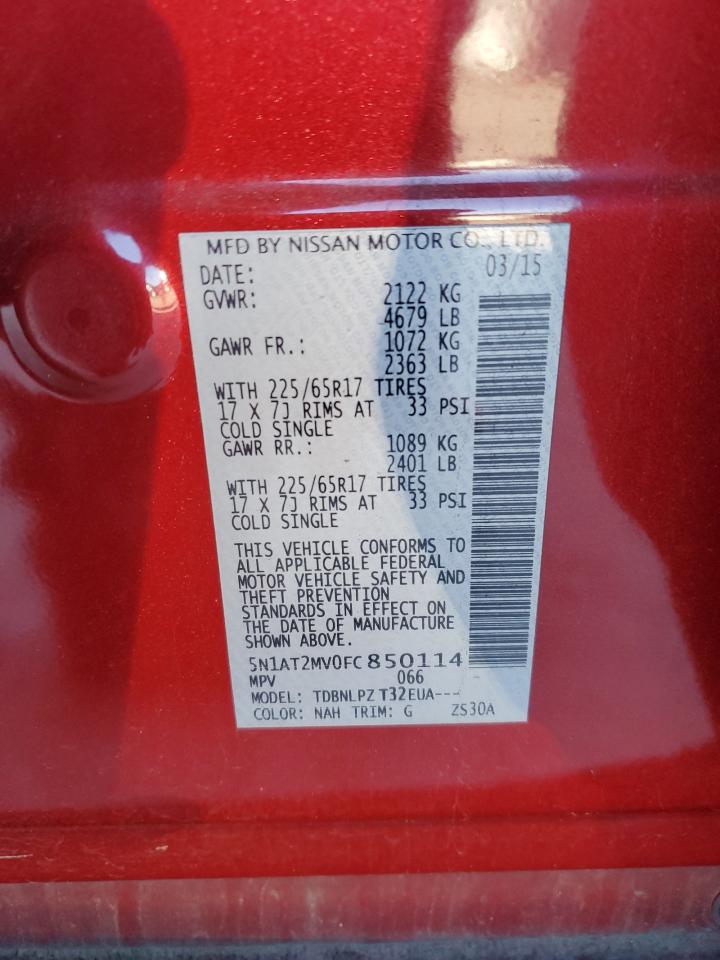 MFD BY NISSAN MOTOR CO., LTD.
DATE: 03/15
GVWR: 2122 KG
4679 LB
GAWR FR.: 1072 KG
2363 LB
WITH 225/65R17 TIRES
17 X 7J RIMS AT 33 PSI
COLD SINGLE
GAWR RR.: 1089 KG
2401 LB
WITH 225/65R17 TIRES
17 X 7J RIMS AT 33 PSI
COLD SINGLE
THIS VEHICLE CONFORMS TO
ALL APPLICABLE FEDERAL
MOTOR VEHICLE SAFETY AND
THEFT PREVENTION
STANDARDS IN EFFECT ON
THE DATE OF MANUFACTURE
SHOWN ABOVE.
5N1AT2MV0FC850114
MPV 066
MODEL: TDBNLPZ T32EUA---
COLOR: NAH TRIM: G ZS30A